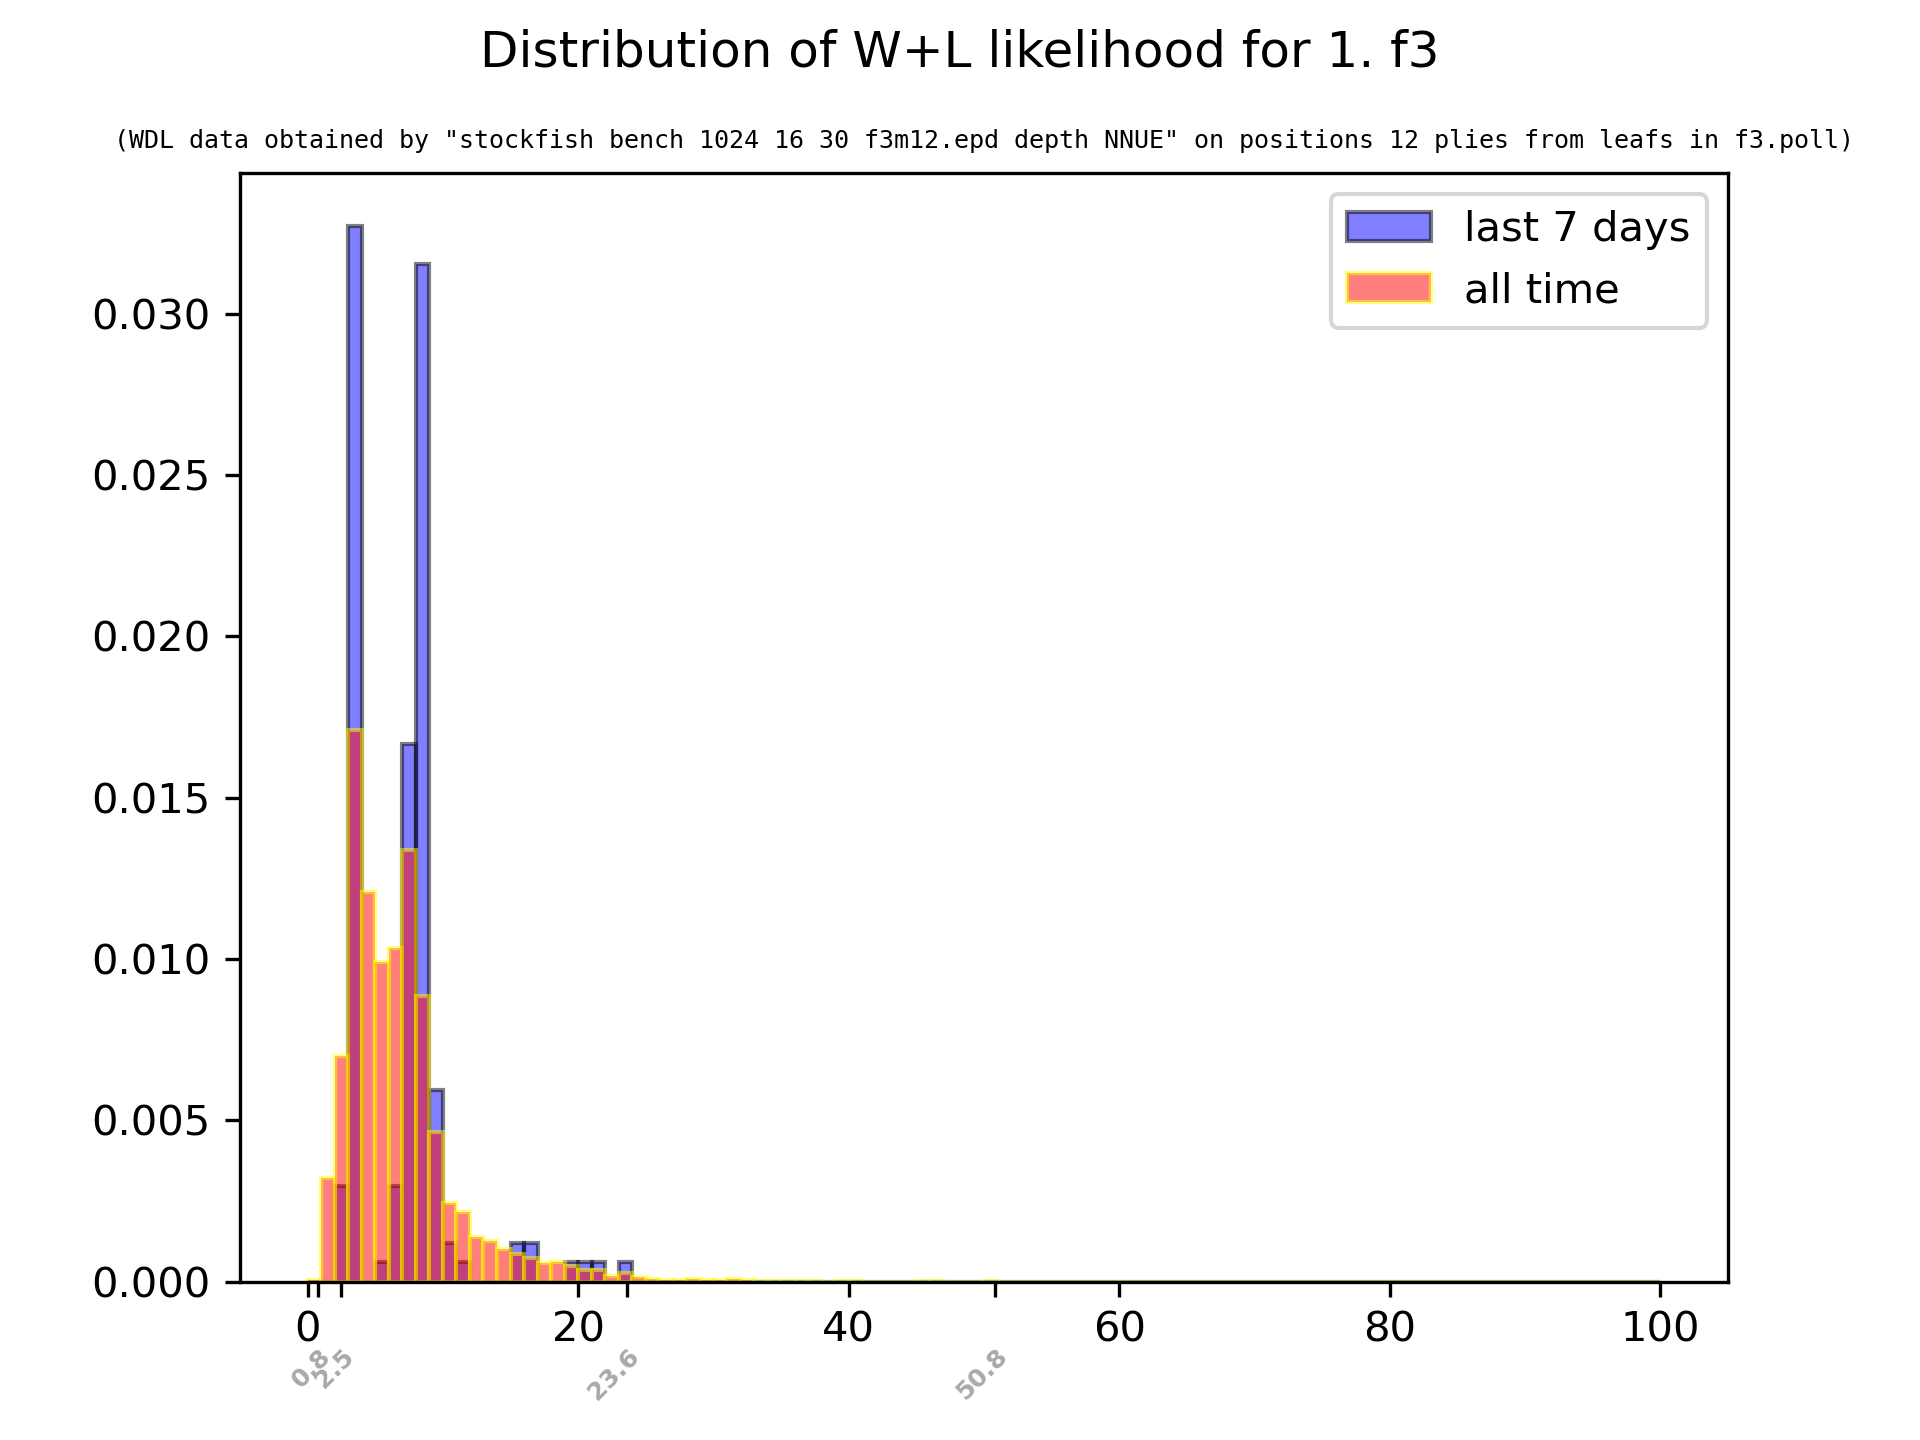 Distribution of W+L likelihood for 1. f3
(WDL data obtained by "stockfish bench 1024 16 30 f3m12.epd depth NNUE" on positions 12 plies from leafs in f3.poll)
last 7 days
all time
0.030
0.025
0.020
0.015
0.010
0.005
0.000
0 20 40 60 80 100
0.8 2.5 23.6 50.8